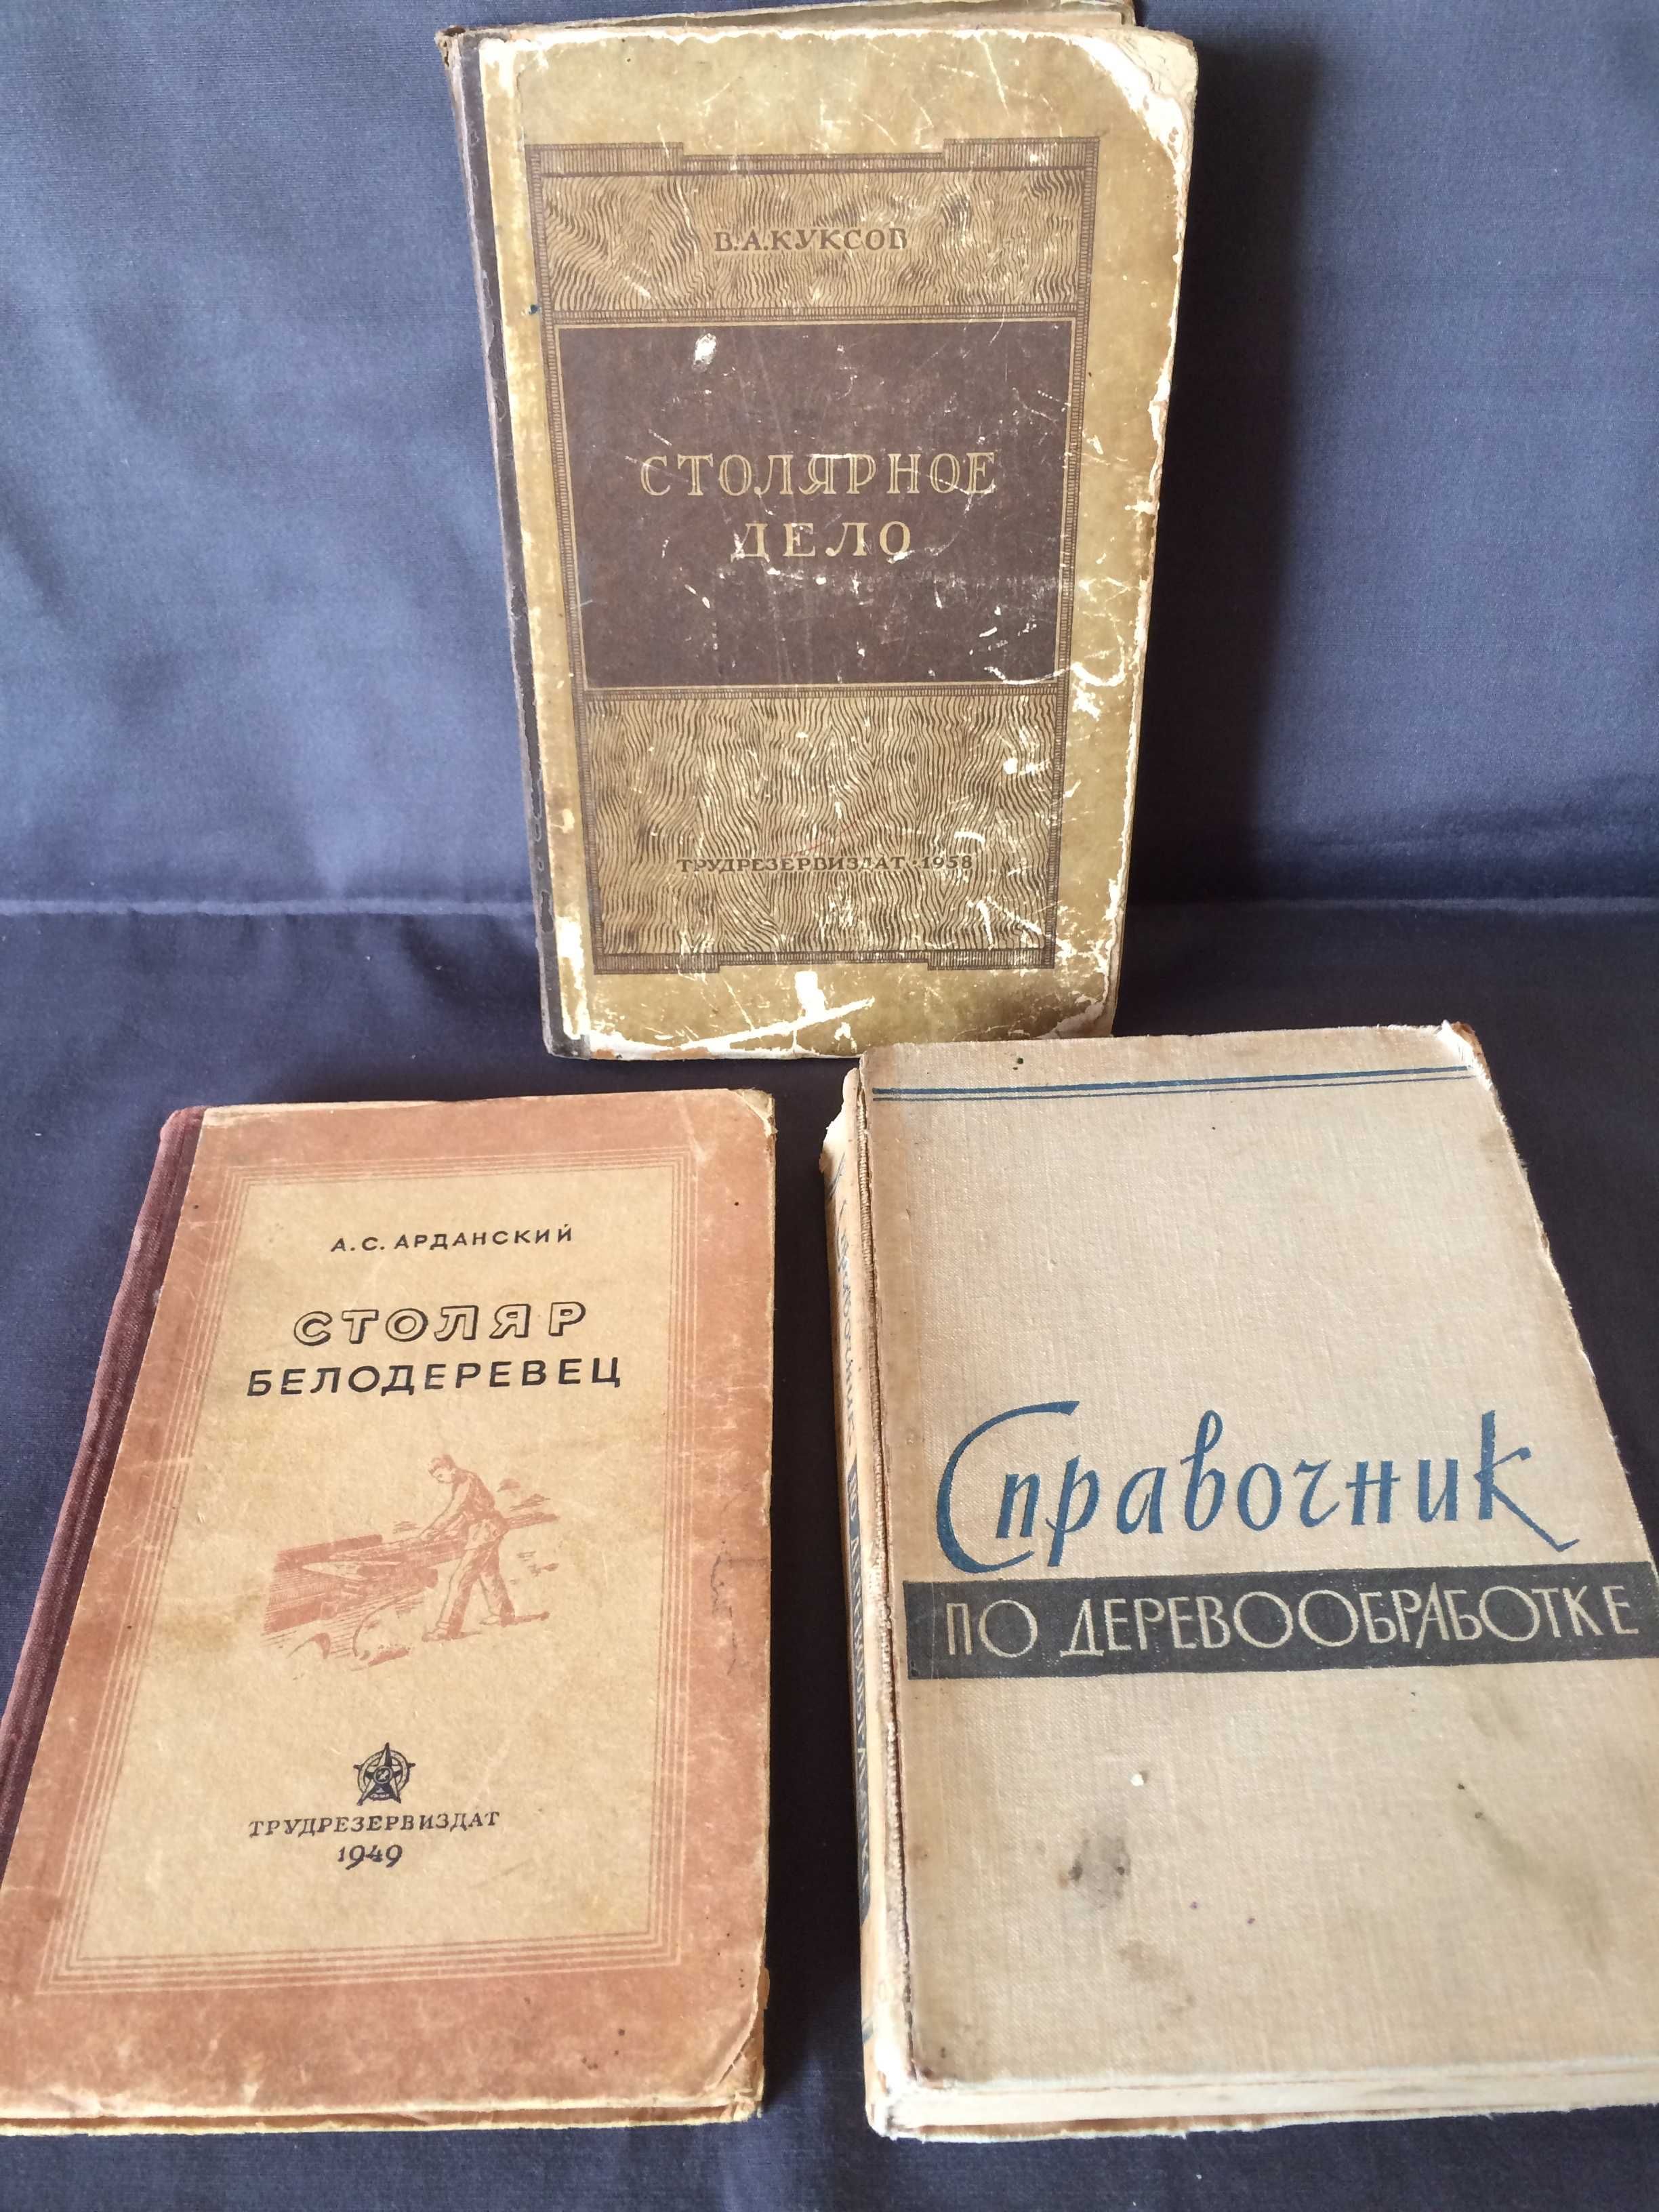 В.А.КУКСОВ
СТОЛЯРНОЕ
ДЕЛО
ТРУДРЕЗЕРВИЗДАТ·1958
А.С. АРДАНСКИЙ
СТОЛЯР
БЕЛОДЕРЕВЕЦ
ТРУДРЕЗЕРВИЗДАТ
1949
Справочник
ПО ДЕРЕВООБРАБОТКЕ